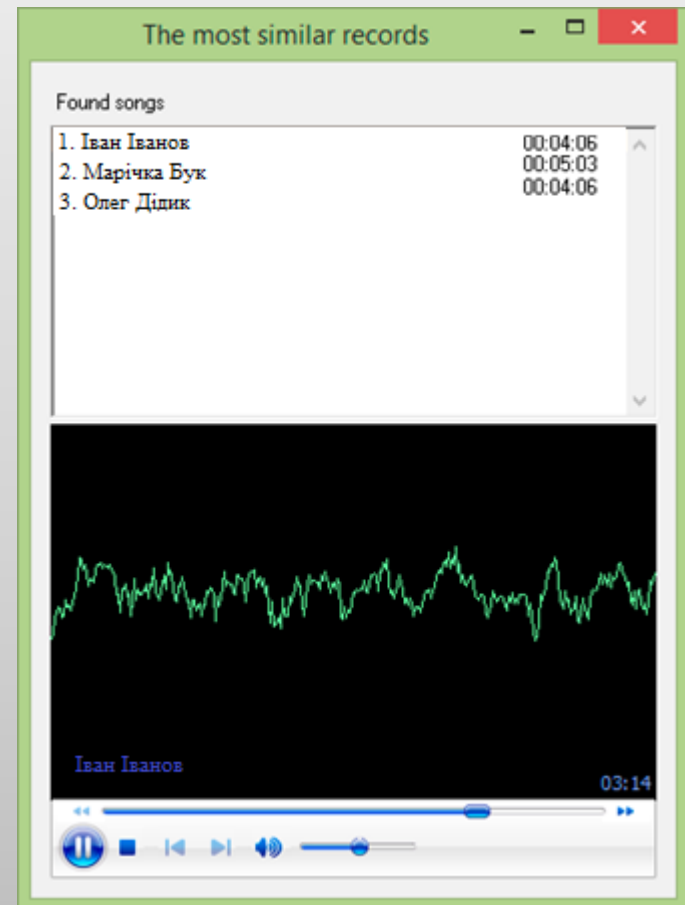 The most similar records
Found songs
1. Іван Іванов 00:04:06
2. Марічка Бук 00:05:03
3. Олег Дідик 00:04:06
Іван Іванов
03:14